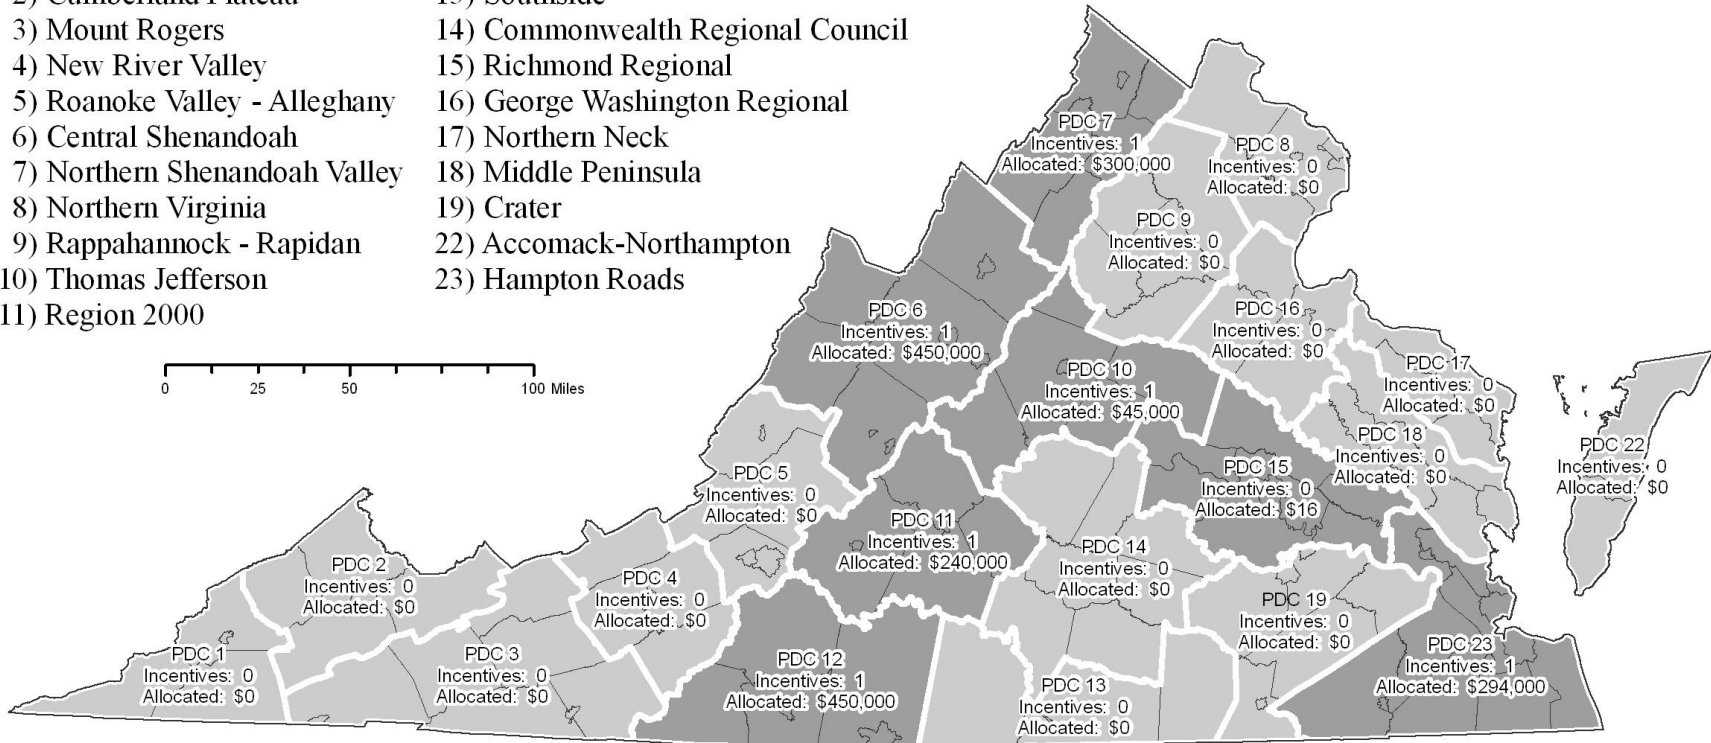 2) Cumberland Plateau
3) Mount Rogers
4) New River Valley
5) Roanoke Valley - Alleghany
6) Central Shenandoah
7) Northern Shenandoah Valley
8) Northern Virginia
9) Rappahannock - Rapidan
10) Thomas Jefferson
11) Region 2000
13) Southside
14) Commonwealth Regional Council
15) Richmond Regional
16) George Washington Regional
17) Northern Neck
18) Middle Peninsula
19) Crater
22) Accomack-Northampton
23) Hampton Roads
0 25 50 100 Miles
PDC 7
Incentives: 1
Allocated: $300,000
PDC 8
Incentives: 0
Allocated: $0
PDC 9
Incentives: 0
Allocated: $0
PDC 6
Incentives: 1
Allocated: $450,000
PDC 16
Incentives: 0
Allocated: $0
PDC 10
Incentives: 1
Allocated: $45,000
PDC 17
Incentives: 0
Allocated: $0
PDC 18
Incentives: 0
Allocated: $0
PDC 22
Incentives: 0
Allocated: $0
PDC 5
Incentives: 0
Allocated: $0
PDC 15
Incentives: 0
Allocated: $16
PDC 11
Incentives: 1
Allocated: $240,000
PDC 14
Incentives: 0
Allocated: $0
PDC 2
Incentives: 0
Allocated: $0
PDC 4
Incentives: 0
Allocated: $0
PDC 19
Incentives: 0
Allocated: $0
PDC 1
Incentives: 0
Allocated: $0
PDC 3
Incentives: 0
Allocated: $0
PDC 12
Incentives: 1
Allocated: $450,000
PDC 13
Incentives: 0
Allocated: $0
PDC 23
Incentives: 1
Allocated: $294,000